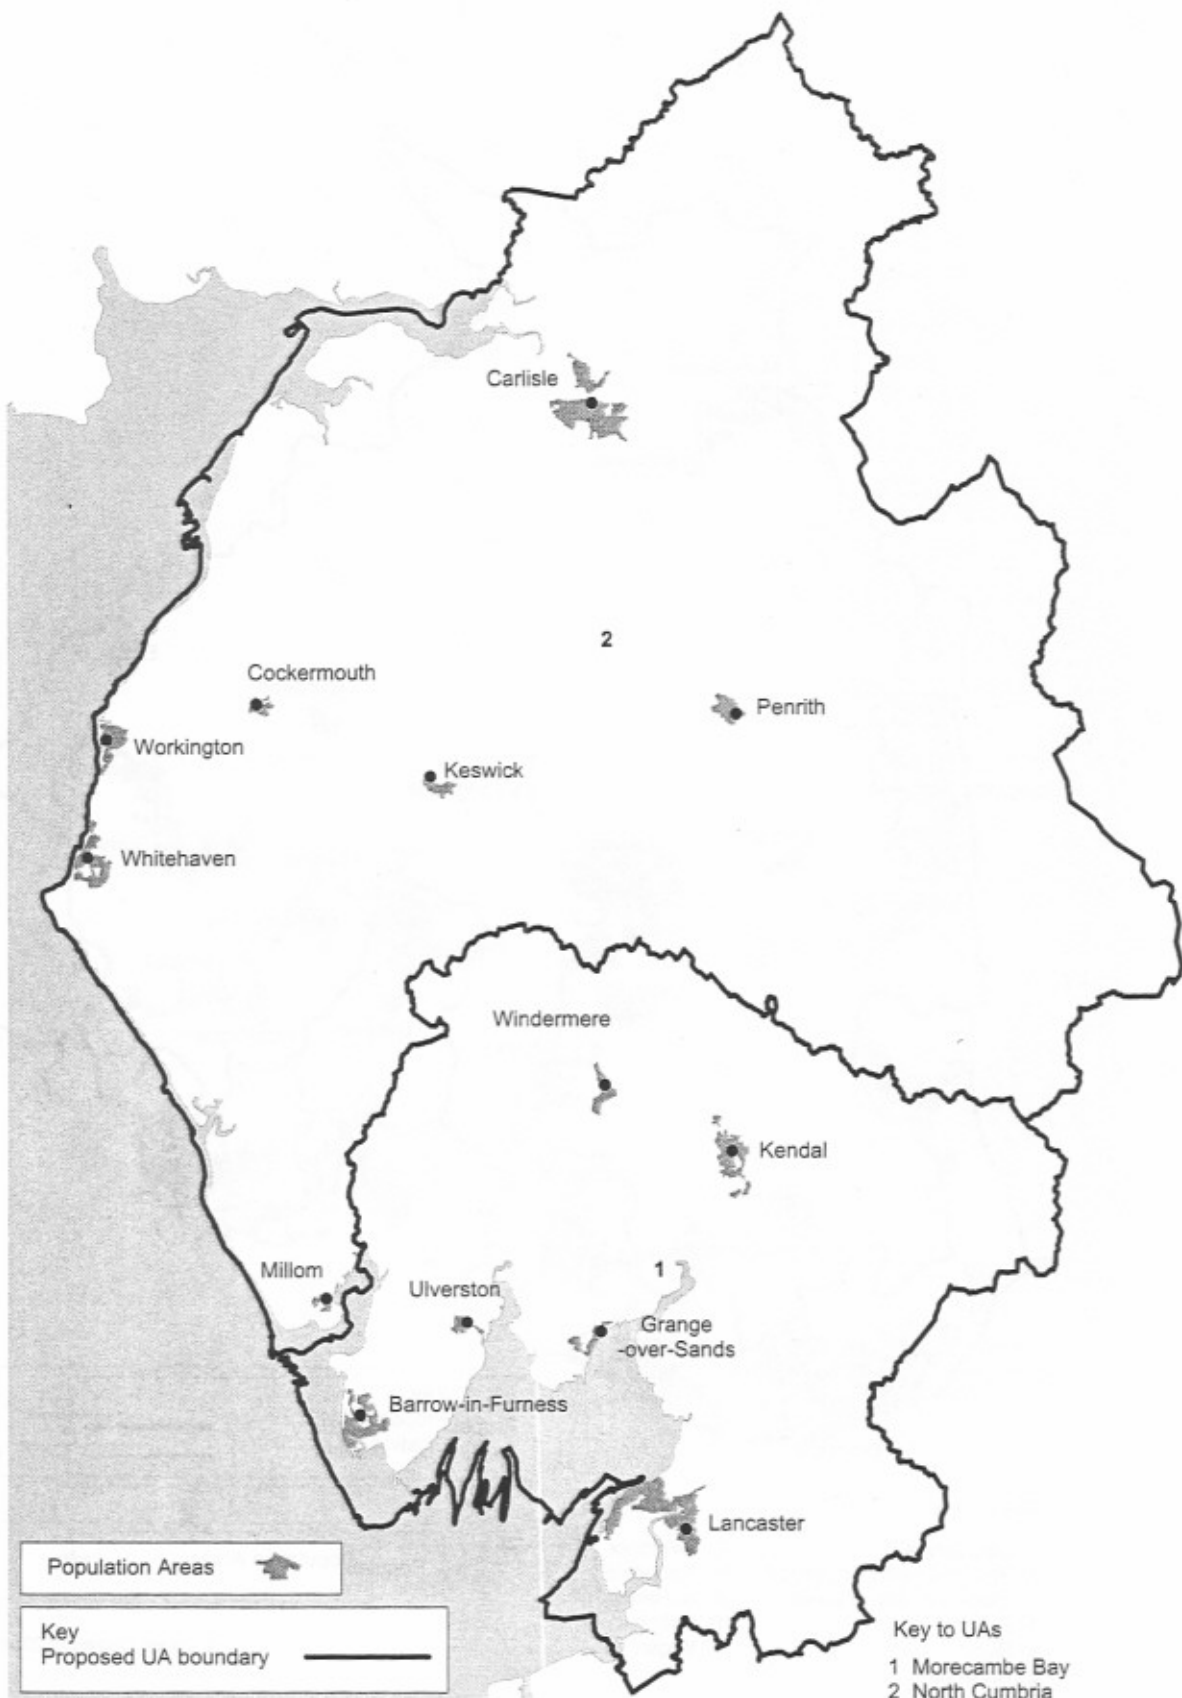 Carlisle
2
Cockermouth
Penrith
Workington
Keswick
Whitehaven
Windermere
Kendal
Millom
1
Ulverston
Grange
-over-Sands
Barrow-in-Furness
Lancaster
Population Areas
Key
Proposed UA boundary
Key to UAs
1 Morecambe Bay
2 North Cumbria